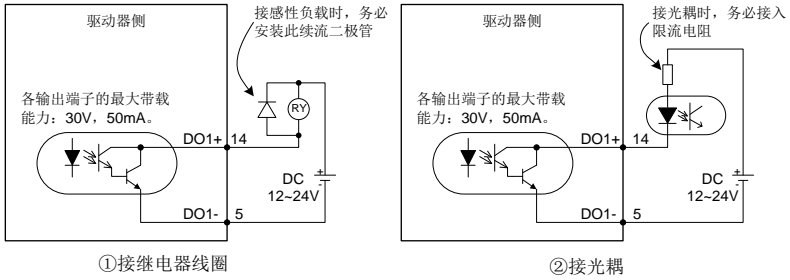 驱动器侧
接感性负载时，务必
安装此续流二极管
各输出端子的最大带载
能力：30V，50mA。
RY
DO1+ 14
DC
12~24V
+
-
DO1- 5
①接继电器线圈
驱动器侧
接光耦时，务必接入
限流电阻
各输出端子的最大带载
能力：30V，50mA。
DO1+ 14
DC
12~24V
+
-
DO1- 5
②接光耦